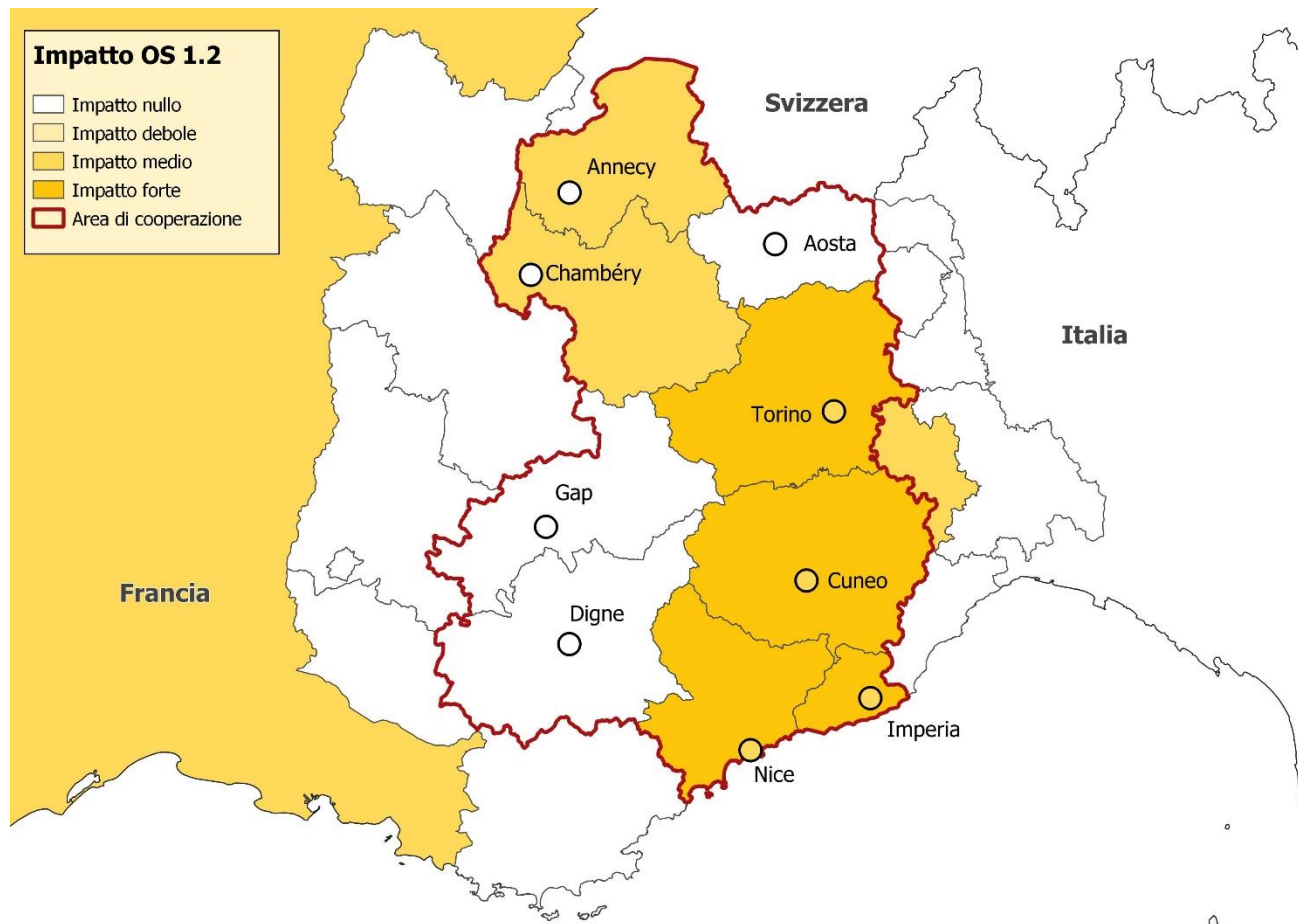 Impatto OS 1.2
Impatto nullo
Impatto debole
Impatto medio
Impatto forte
Area di cooperazione
Svizzera
Annecy
Aosta
Chambéry
Italia
Torino
Gap
Francia
Cuneo
Digne
Imperia
Nice